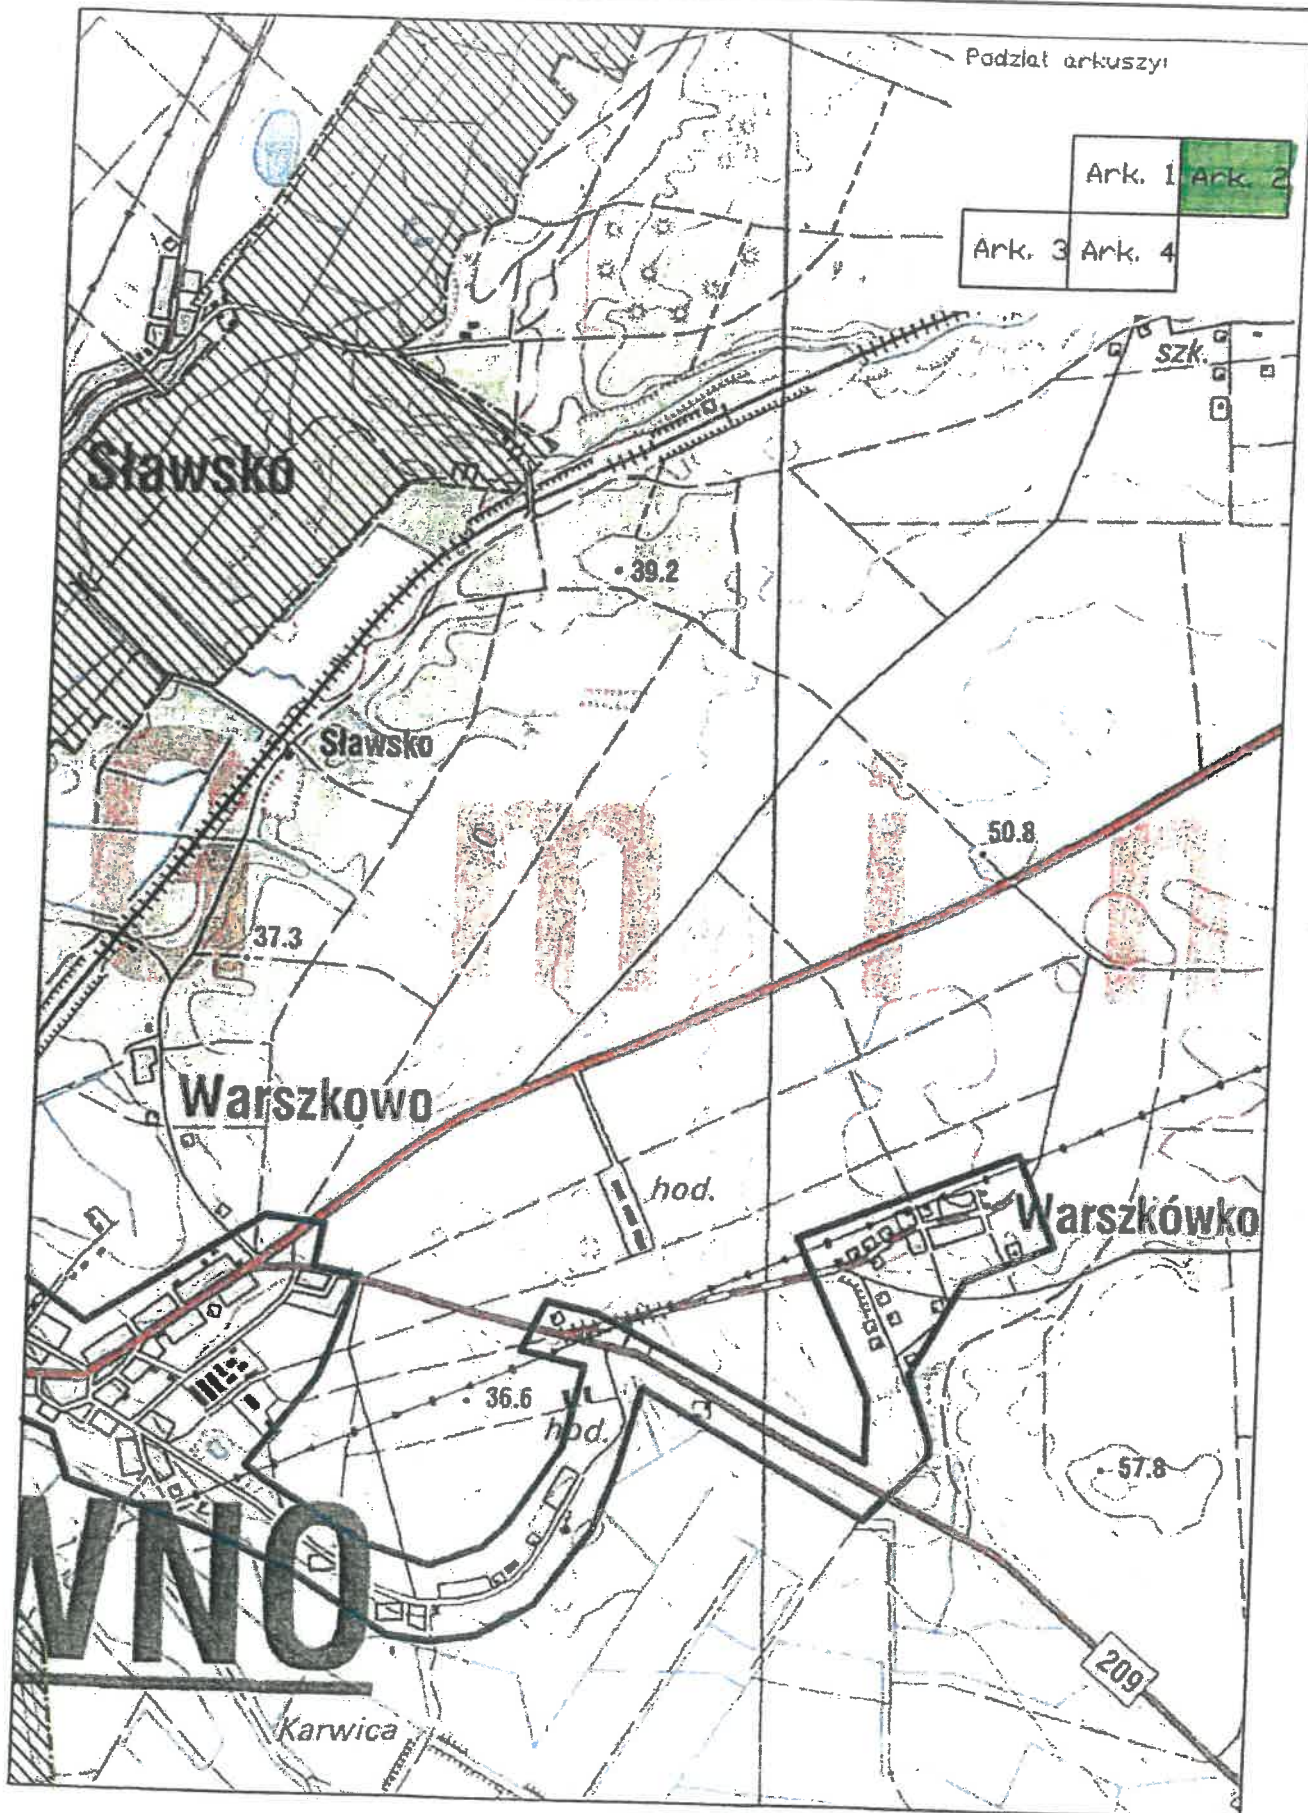 Podział arkuszy:
Ark. 1 Ark. 2
Ark. 3 Ark. 4
szk.
Sławsko
39.2
Sławsko
G m i n
50.8
37.3
Warszkowo
hod.
Warszkówko
36.6
hod.
57.8
WNO
209
Karwica